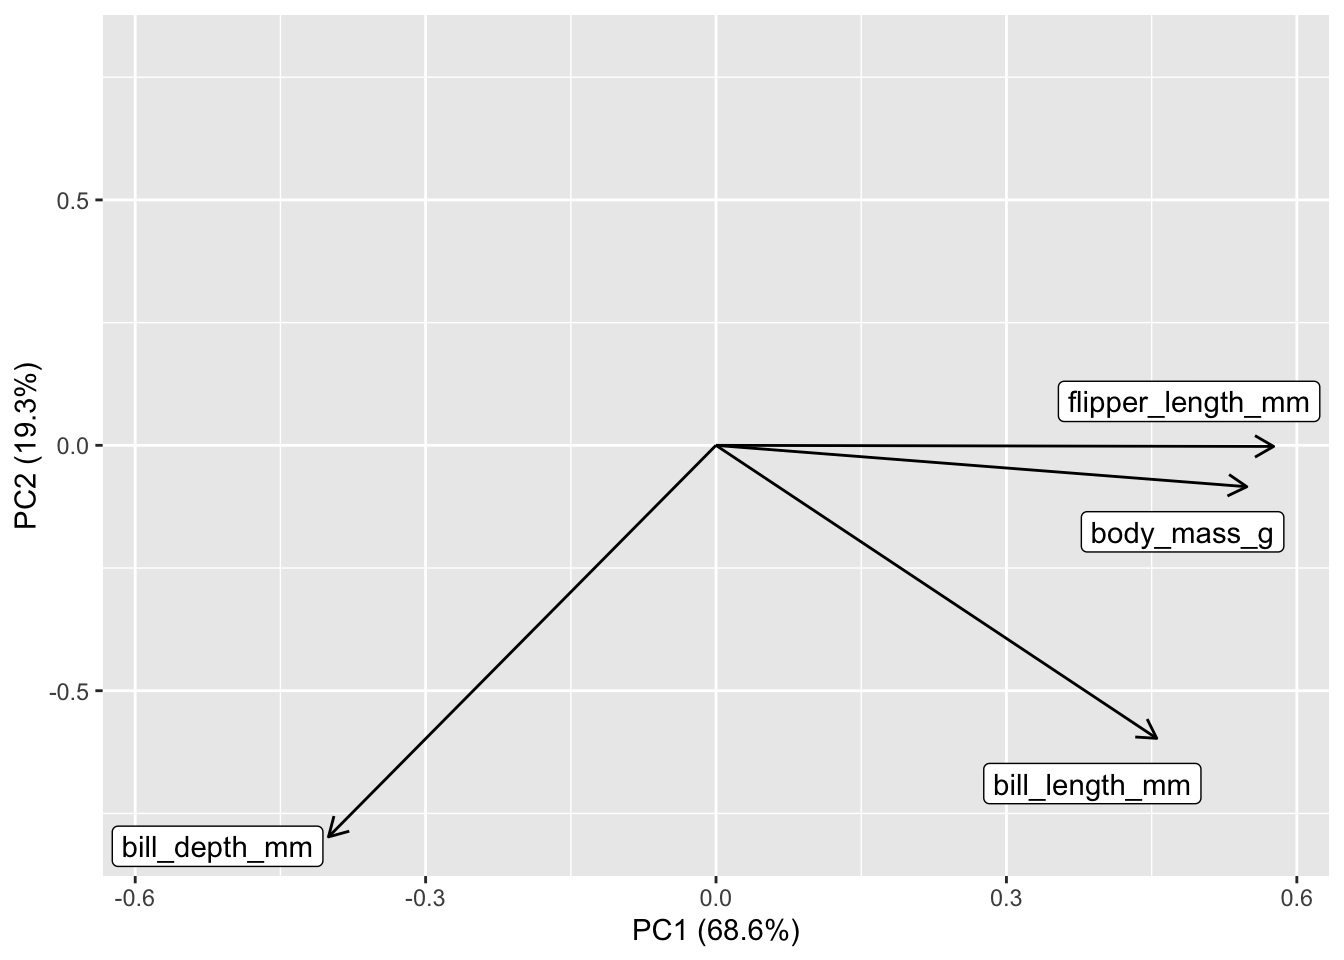 PC2 (19.3%)
0.5
0.0
-0.5
flipper_length_mm
body_mass_g
bill_length_mm
bill_depth_mm
-0.6
-0.3
0.0
0.3
0.6
PC1 (68.6%)